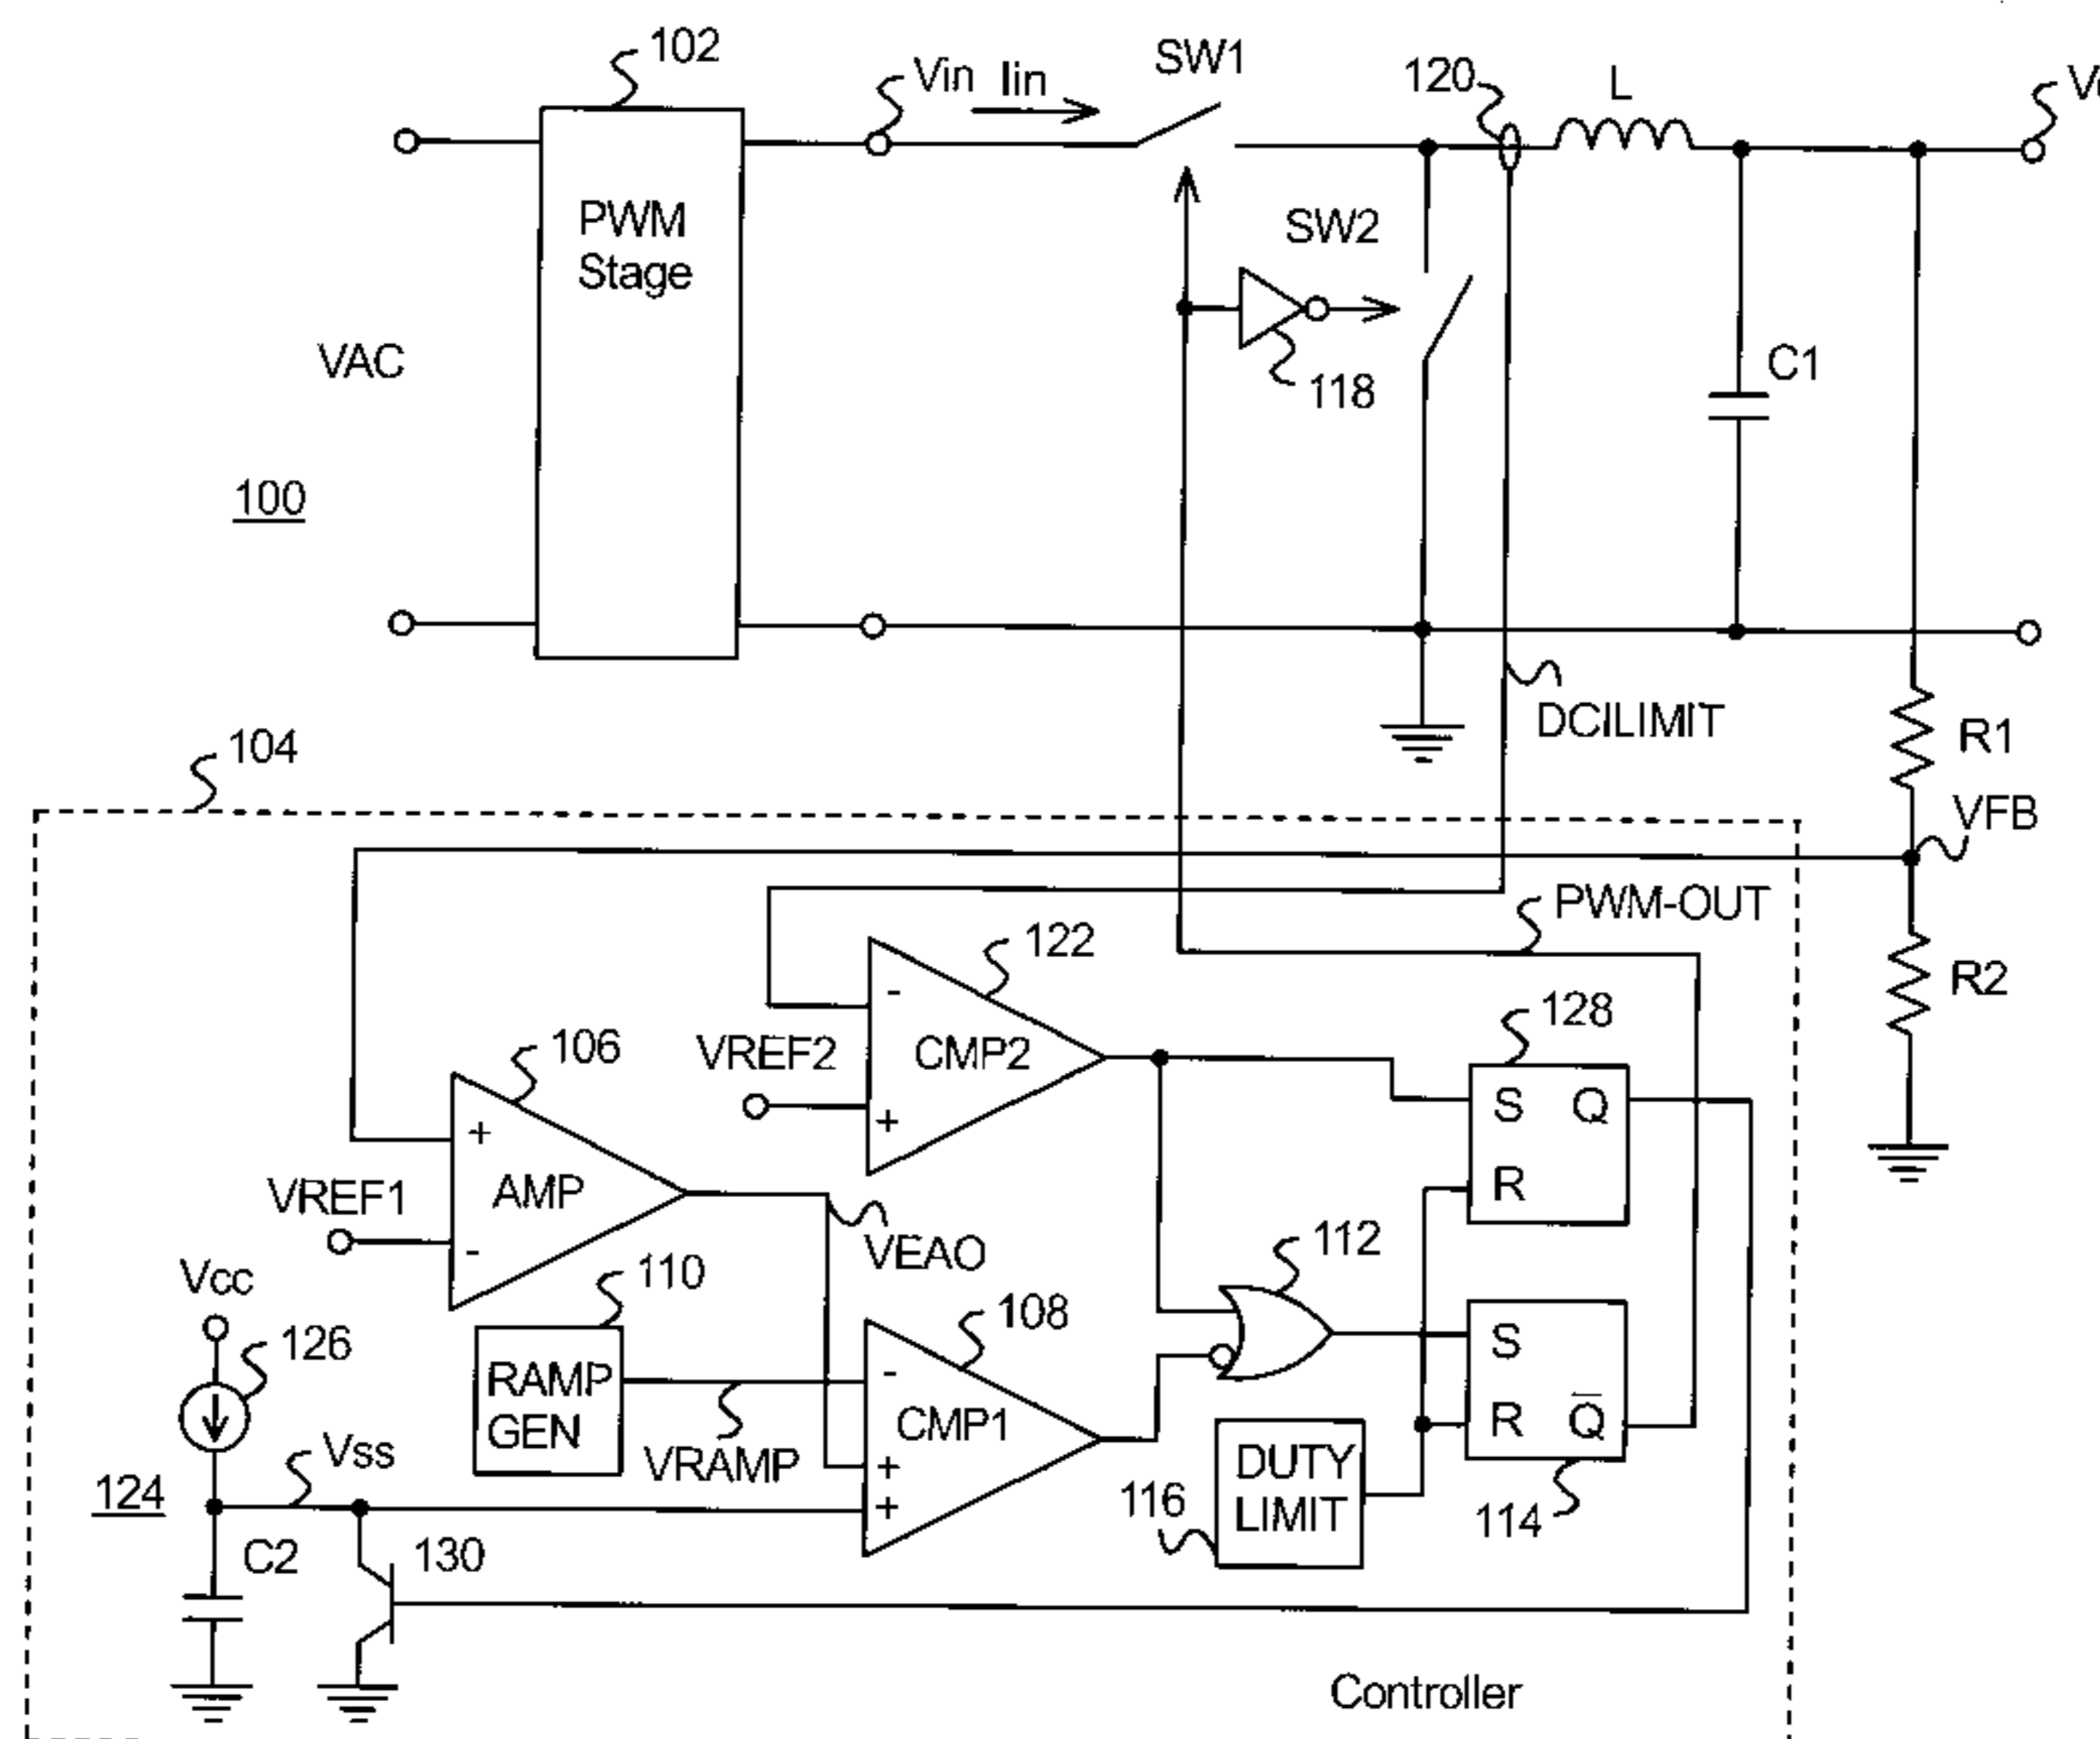 102
Vin
Iin
SW1
120
L
PWM
Stage
SW2
VAC
118
C1
100
DCILIMIT
R1
104
VFB
PWM-OUT
122
R2
128
106
VREF2
-
CMP2
+
S Q
R
+
AMP
-
VREF1
VEAO
112
Vcc
110
108
126
RAMP
GEN
-
CMP1
+
+
S
R Q̅
VRAMP
Vss
DUTY
LIMIT
124
116
114
C2
130
Controller